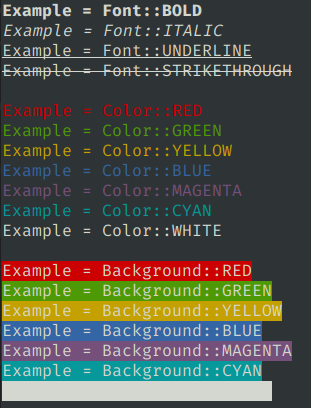 Example = Font::BOLD
Example = Font::ITALIC
Example = Font::UNDERLINE
Example = Font::STRIKETHROUGH
Example = Color::RED
Example = Color::GREEN
Example = Color::YELLOW
Example = Color::BLUE
Example = Color::MAGENTA
Example = Color::CYAN
Example = Color::WHITE
Example = Background::RED
Example = Background::GREEN
Example = Background::YELLOW
Example = Background::BLUE
Example = Background::MAGENTA
Example = Background::CYAN